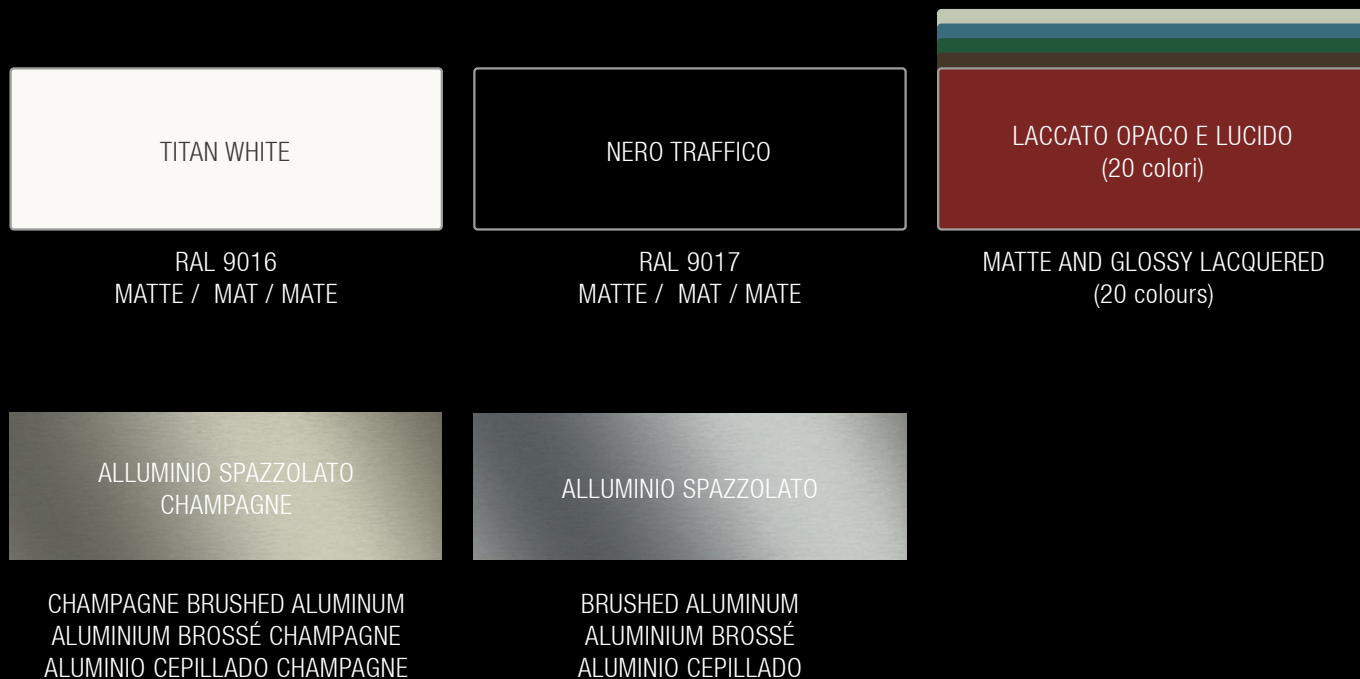 TITAN WHITE
RAL 9016
MATTE /  MAT / MATE
NERO TRAFFICO
RAL 9017
MATTE /  MAT / MATE
LACCATO OPACO E LUCIDO
(20 colori)
MATTE AND GLOSSY LACQUERED
(20 colours)
ALLUMINIO SPAZZOLATO
CHAMPAGNE
CHAMPAGNE BRUSHED ALUMINUM
ALUMINIUM BROSSÉ CHAMPAGNE
ALUMINIO CEPILLADO CHAMPAGNE
ALLUMINIO SPAZZOLATO
BRUSHED ALUMINUM
ALUMINIUM BROSSÉ
ALUMINIO CEPILLADO